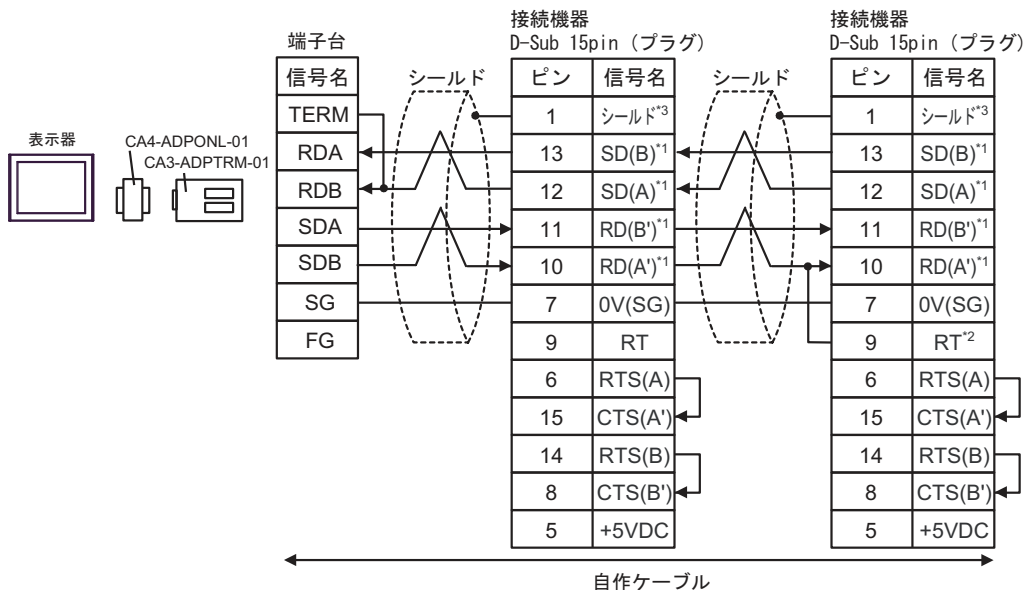 表示器
CA4-ADPONL-01
CA3-ADPTRM-01
端子台
信号名
TERM
RDA
RDB
SDA
SDB
SG
FG
シールド
接続機器
D-Sub 15pin (プラグ)
ピン 信号名
1 シールド*3
13 SD(B)*1
12 SD(A)*1
11 RD(B')*1
10 RD(A')*1
7 0V(SG)
9 RT
6 RTS(A)
15 CTS(A')
14 RTS(B)
8 CTS(B')
5 +5VDC
シールド
接続機器
D-Sub 15pin (プラグ)
ピン 信号名
1 シールド*3
13 SD(B)*1
12 SD(A)*1
11 RD(B')*1
10 RD(A')*1
7 0V(SG)
9 RT*2
6 RTS(A)
15 CTS(A')
14 RTS(B)
8 CTS(B')
5 +5VDC
自作ケーブル